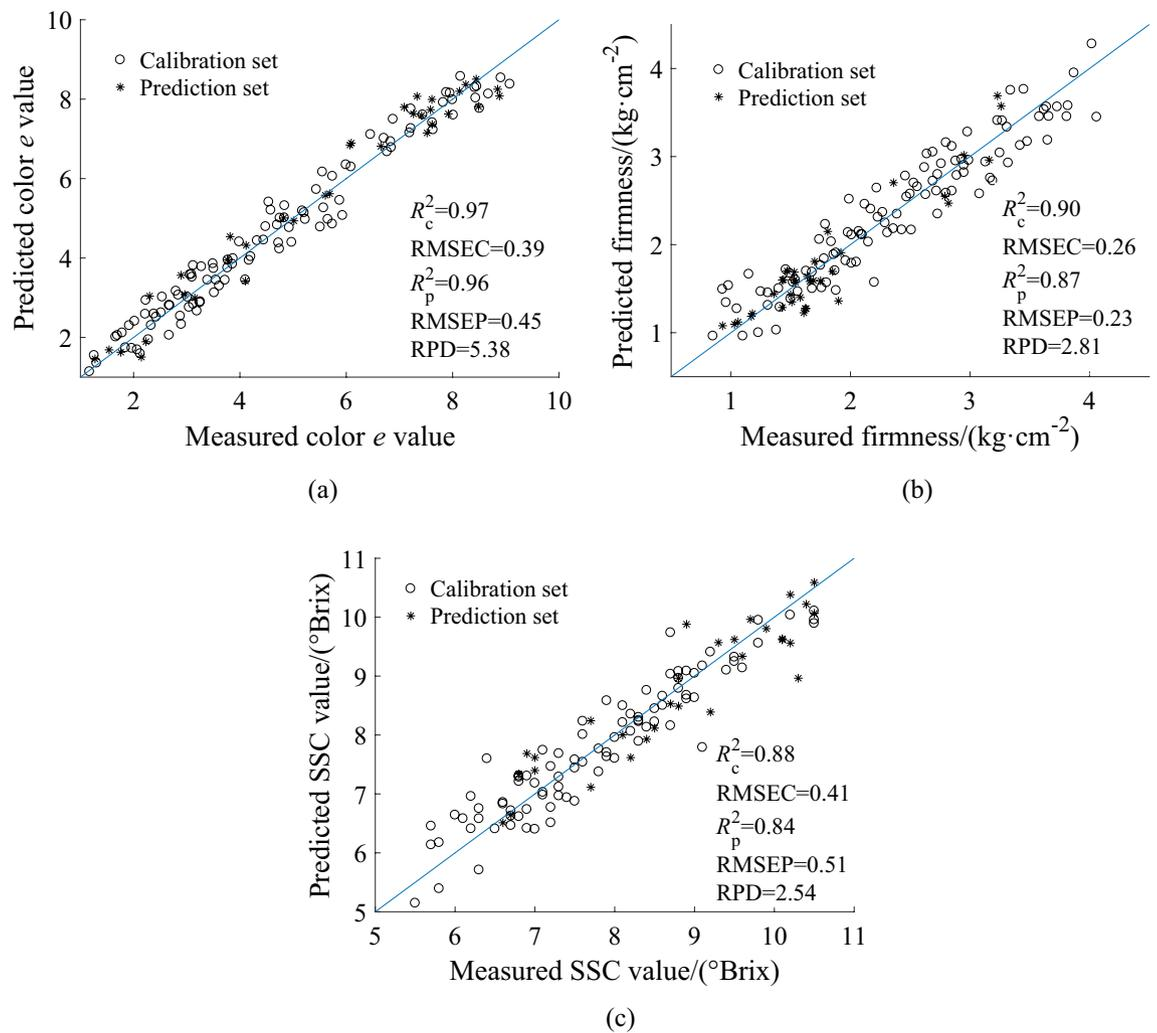 10
8
6
4
2
Predicted color e value
Calibration set
Prediction set
R²c=0.97
RMSEC=0.39
R²p=0.96
RMSEP=0.45
RPD=5.38
2 4 6 8 10
Measured color e value
(a)
4
3
2
1
Predicted firmness/(kg·cm⁻²)
Calibration set
Prediction set
R²c=0.90
RMSEC=0.26
R²p=0.87
RMSEP=0.23
RPD=2.81
1 2 3 4
Measured firmness/(kg·cm⁻²)
(b)
11
10
9
8
7
6
5
Predicted SSC value/(°Brix)
Calibration set
Prediction set
R²c=0.88
RMSEC=0.41
R²p=0.84
RMSEP=0.51
RPD=2.54
5 6 7 8 9 10 11
Measured SSC value/(°Brix)
(c)